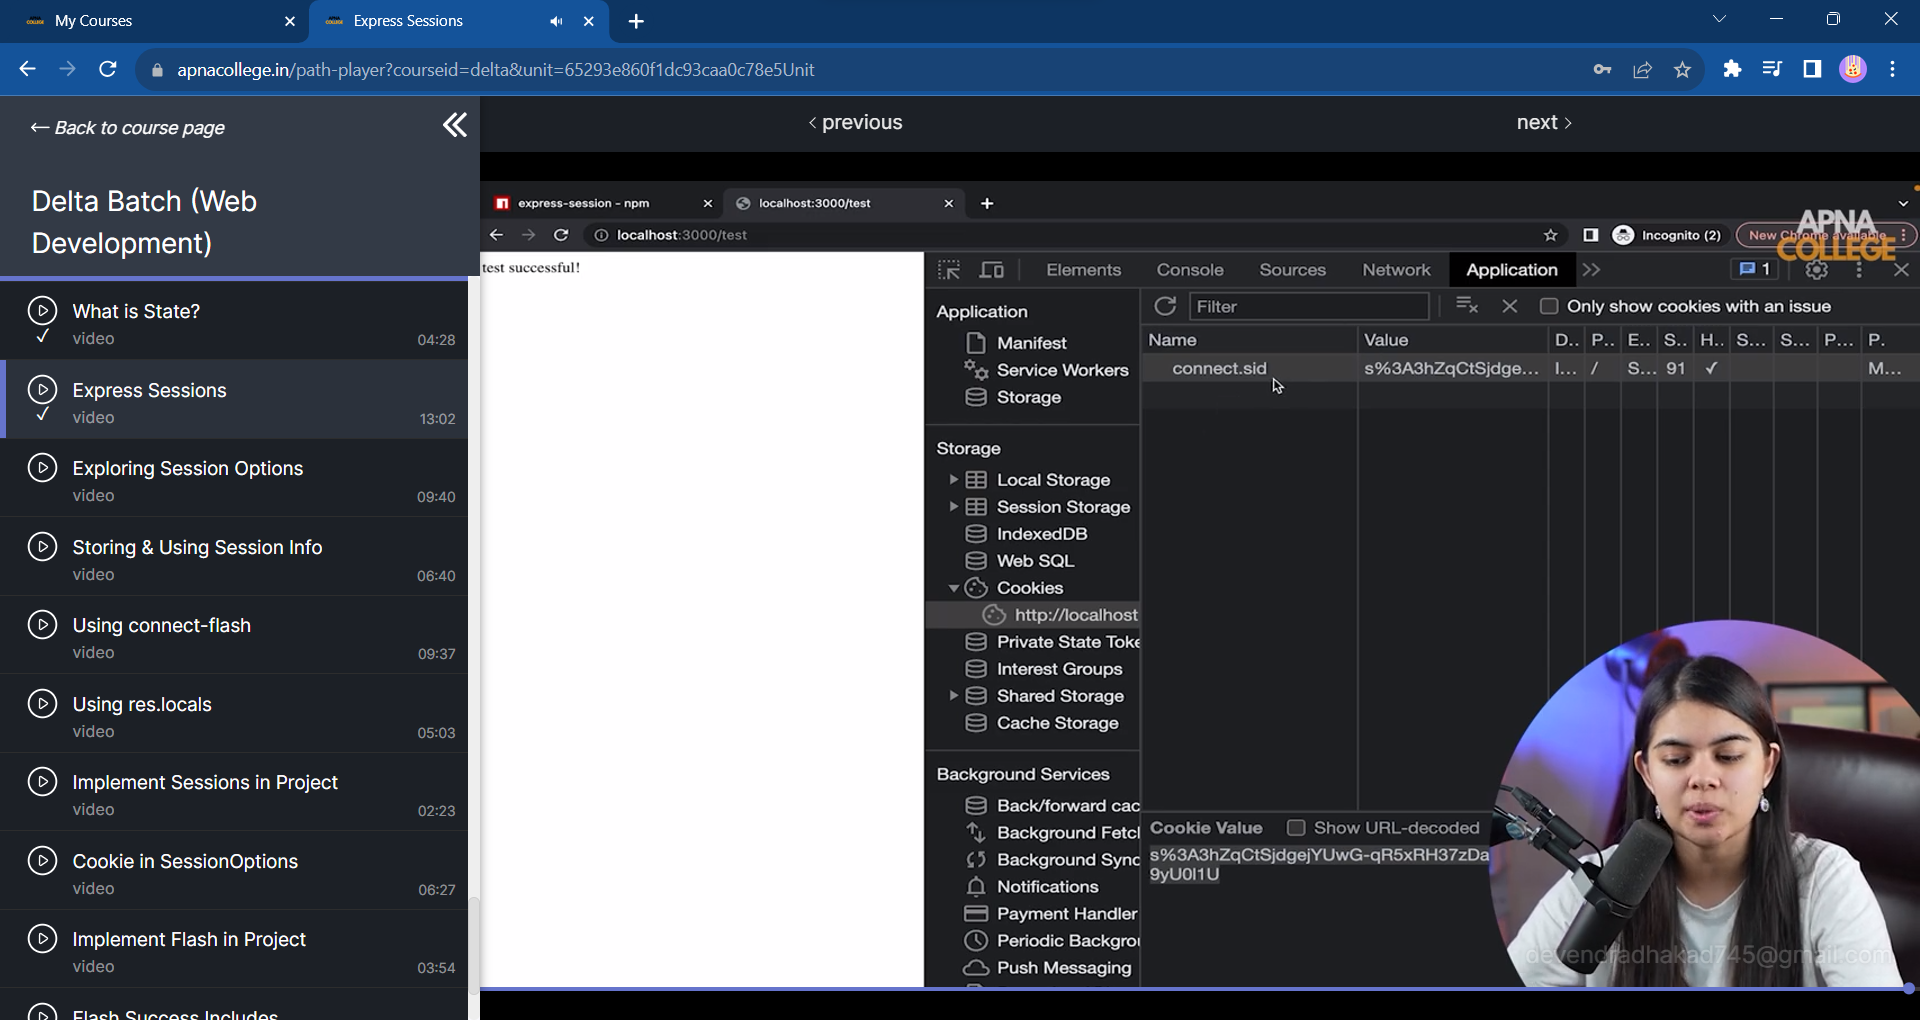 My Courses
Express Sessions
apnacollege.in/path-player?courseid=delta&unit=65293e860f1dc93caa0c78e5Unit
← Back to course page
Delta Batch (Web
Development)
What is State?
video 04:28
Express Sessions
video 13:02
Exploring Session Options
video 09:40
Storing & Using Session Info
video 06:40
Using connect-flash
video 09:37
Using res.locals
video 05:03
Implement Sessions in Project
video 02:23
Cookie in SessionOptions
video 06:27
Implement Flash in Project
video 03:54
Flash Success Includes
‹ previous
next ›
express-session - npm
localhost:3000/test
localhost:3000/test
Incognito (2)
New Chrome available
APNA
COLLEGE
test successful!
Elements Console Sources Network Application 1
Application
Manifest
Service Workers
Storage
Storage
Local Storage
Session Storage
IndexedDB
Web SQL
Cookies
http://localhost
Private State Toke
Interest Groups
Shared Storage
Cache Storage
Background Services
Back/forward cac
Background Fetcl
Background Sync
Notifications
Payment Handler
Periodic Backgrou
Push Messaging
Filter
Only show cookies with an issue
Name Value D.. P.. E.. S.. H.. S... S... P... P.
connect.sid s%3A3hZqCtSjdge... l... / S... 91 ✓ M...
Cookie Value Show URL-decoded
s%3A3hZqCtSjdgejYUwG-qR5xRH37zDa
9yU0l1U
devendradhakad745@gmail.com